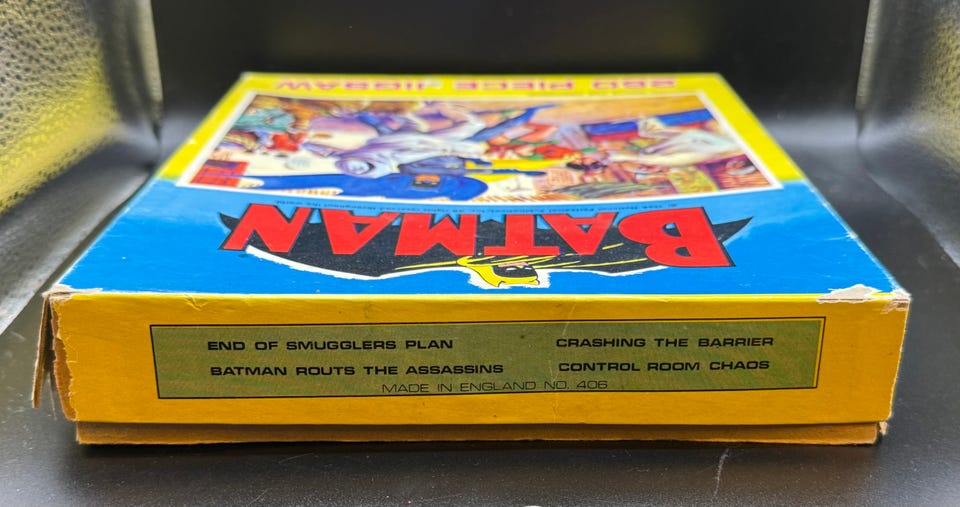 260 PIECE JIGSAW
BATMAN
END OF SMUGGLERS PLAN
CRASHING THE BARRIER
BATMAN ROUTS THE ASSASSINS
CONTROL ROOM CHAOS
MADE IN ENGLAND NO. 406